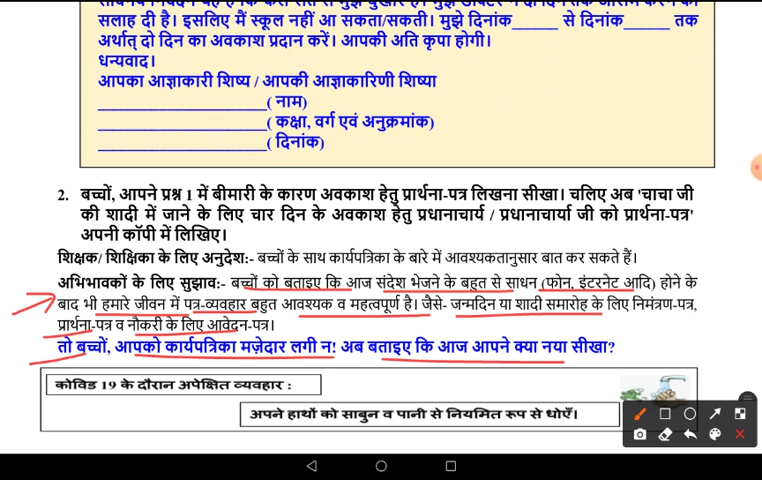 सलाह दी है। इसलिए मैं स्कूल नहीं आ सकता/सकती। मुझे दिनांक______ से दिनांक______ तक
अर्थात् दो दिन का अवकाश प्रदान करें। आपकी अति कृपा होगी।
धन्यवाद।
आपका आज्ञाकारी शिष्य / आपकी आज्ञाकारिणी शिष्या
______________________( नाम)
______________________( कक्षा, वर्ग एवं अनुक्रमांक)
______________________( दिनांक)
2. बच्चों, आपने प्रश्न 1 में बीमारी के कारण अवकाश हेतु प्रार्थना-पत्र लिखना सीखा। चलिए अब 'चाचा जी
की शादी में जाने के लिए चार दिन के अवकाश हेतु प्रधानाचार्य / प्रधानाचार्या जी को प्रार्थना-पत्र'
अपनी कॉपी में लिखिए।
शिक्षक/ शिक्षिका के लिए अनुदेश:- बच्चों के साथ कार्यपत्रिका के बारे में आवश्यकतानुसार बात कर सकते हैं।
अभिभावकों के लिए सुझाव:- बच्चों को बताइए कि आज संदेश भेजने के बहुत से साधन (फोन, इंटरनेट आदि) होने के
बाद भी हमारे जीवन में पत्र-व्यवहार बहुत आवश्यक व महत्वपूर्ण है। जैसे- जन्मदिन या शादी समारोह के लिए निमंत्रण-पत्र,
प्रार्थना-पत्र व नौकरी के लिए आवेदन-पत्र।
तो बच्चों, आपको कार्यपत्रिका मज़ेदार लगी न! अब बताइए कि आज आपने क्या नया सीखा?
कोविड 19 के दौरान अपेक्षित व्यवहार :
अपने हाथों को साबुन व पानी से नियमित रूप से धोएँ।